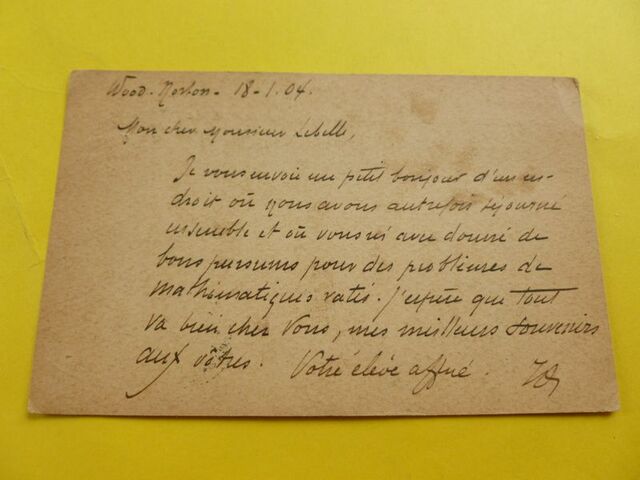 Wood-Norton - 18-1.04.
Mon cher Monsieur Lebelle,
Je vous envoie un petit bonjour d'un en-
droit où nous avons autrefois séjourné
ensemble et où vous m'avez donné de
bons pensums pour des problèmes de
mathématiques ratés. J'espère que tout
va bien chez vous, mes meilleurs souvenirs
aux vôtres. Votre élève affné.